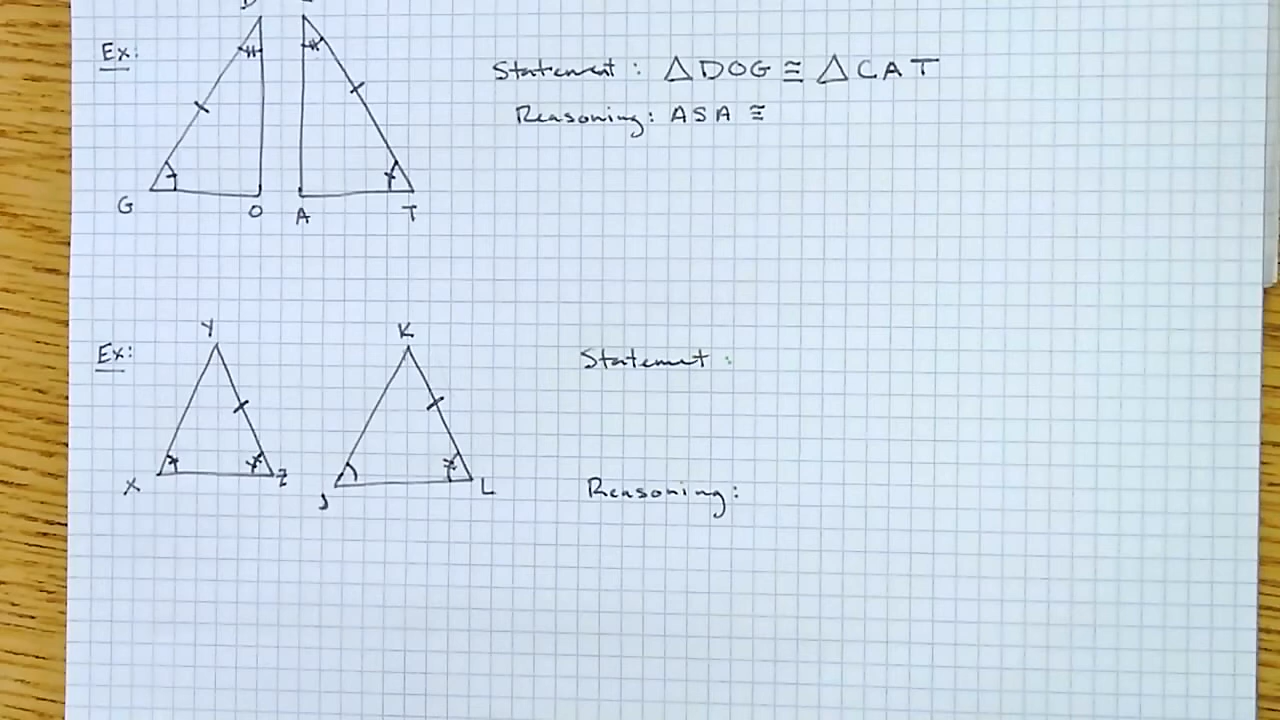 Ex:
Statement : △DOG ≅ △CAT
Reasoning: ASA ≅
G O A T
Y K
Ex:
Statement :
X Z J L
Reasoning: